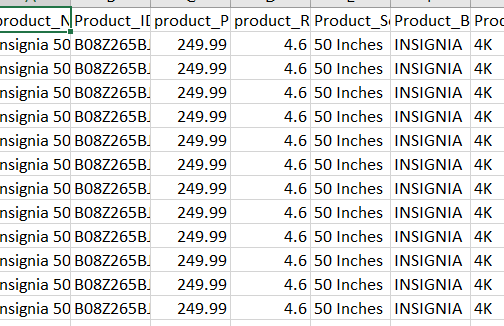 product_N Product_ID product_P product_R Product_S Product_B Prod
nsignia 50 B08Z265B 249.99 4.6 50 Inches INSIGNIA 4K
nsignia 50 B08Z265B 249.99 4.6 50 Inches INSIGNIA 4K
nsignia 50 B08Z265B 249.99 4.6 50 Inches INSIGNIA 4K
nsignia 50 B08Z265B 249.99 4.6 50 Inches INSIGNIA 4K
nsignia 50 B08Z265B 249.99 4.6 50 Inches INSIGNIA 4K
nsignia 50 B08Z265B 249.99 4.6 50 Inches INSIGNIA 4K
nsignia 50 B08Z265B 249.99 4.6 50 Inches INSIGNIA 4K
nsignia 50 B08Z265B 249.99 4.6 50 Inches INSIGNIA 4K
nsignia 50 B08Z265B 249.99 4.6 50 Inches INSIGNIA 4K
nsignia 50 B08Z265B 249.99 4.6 50 Inches INSIGNIA 4K
nsignia 50 B08Z265B 249.99 4.6 50 Inches INSIGNIA 4K
nsignia 50 B08Z265B 249.99 4.6 50 Inches INSIGNIA 4K